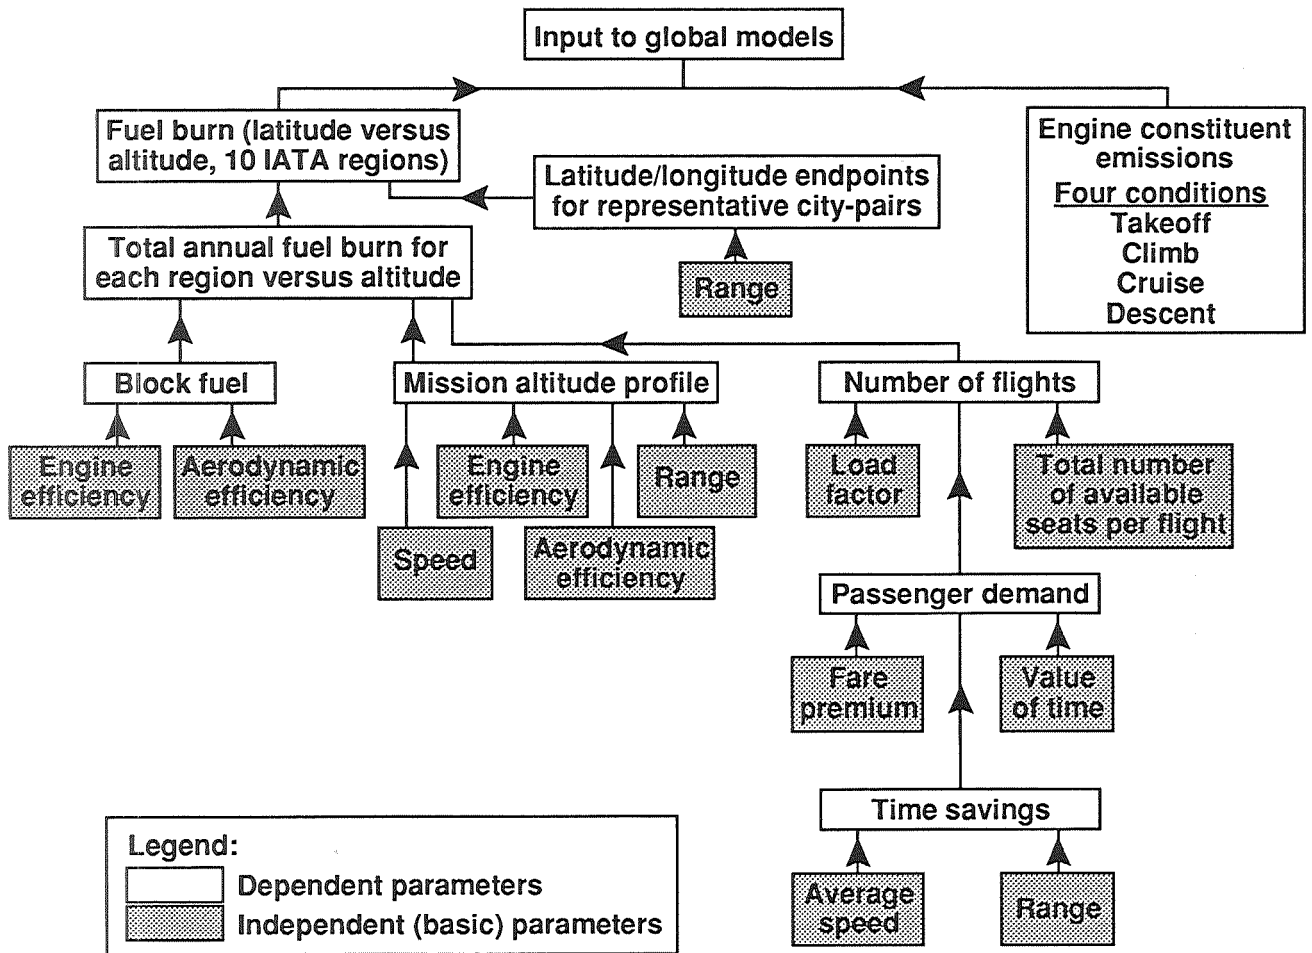 Input to global models
Fuel burn (latitude versus
altitude, 10 IATA regions)
Engine constituent
emissions
Four conditions
Takeoff
Climb
Cruise
Descent
Latitude/longitude endpoints
for representative city-pairs
Range
Total annual fuel burn for
each region versus altitude
Block fuel
Mission altitude profile
Number of flights
Engine
efficiency
Aerodynamic
efficiency
Speed
Engine
efficiency
Aerodynamic
efficiency
Range
Load
factor
Total number
of available
seats per flight
Passenger demand
Fare
premium
Value
of time
Time savings
Average
speed
Range
Legend:
Dependent parameters
Independent (basic) parameters